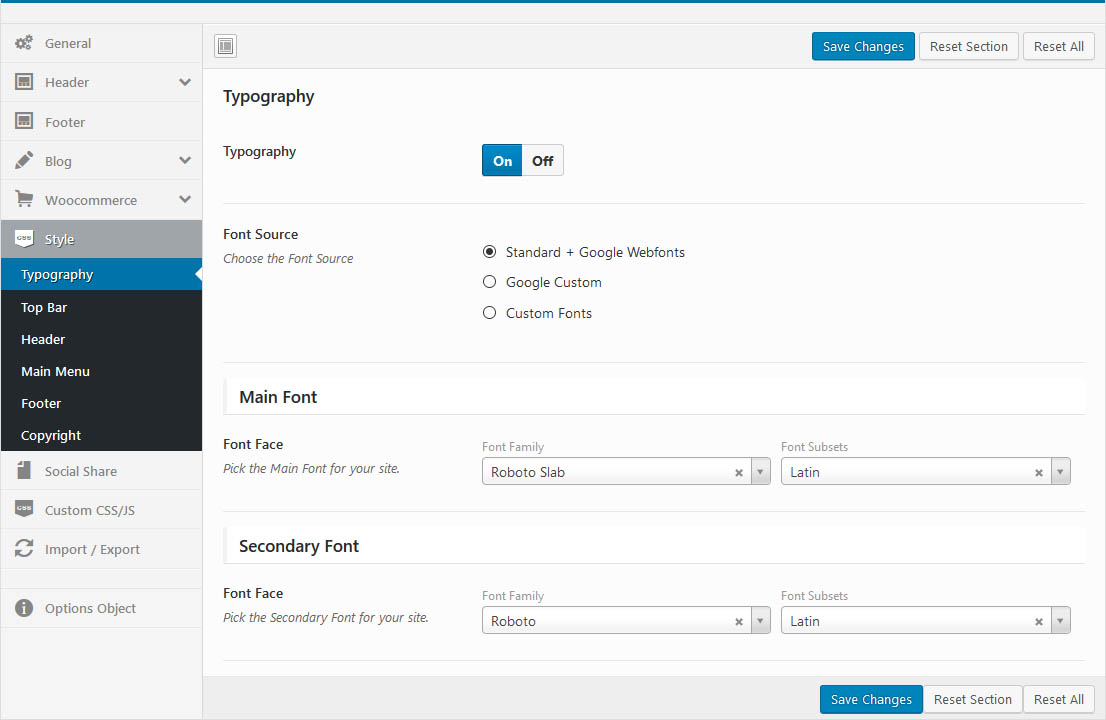 Save Changes Reset Section Reset All
General
Header
Footer
Blog
Woocommerce
CSS Style
Typography
Top Bar
Header
Main Menu
Footer
Copyright
Social Share
CSS Custom CSS/JS
Import / Export
Options Object
Typography
Typography On Off
Font Source
Choose the Font Source
Standard + Google Webfonts
Google Custom
Custom Fonts
Main Font
Font Face
Pick the Main Font for your site.
Font Family Font Subsets
Roboto Slab × Latin ×
Secondary Font
Font Face
Pick the Secondary Font for your site.
Font Family Font Subsets
Roboto × Latin ×
Save Changes Reset Section Reset All